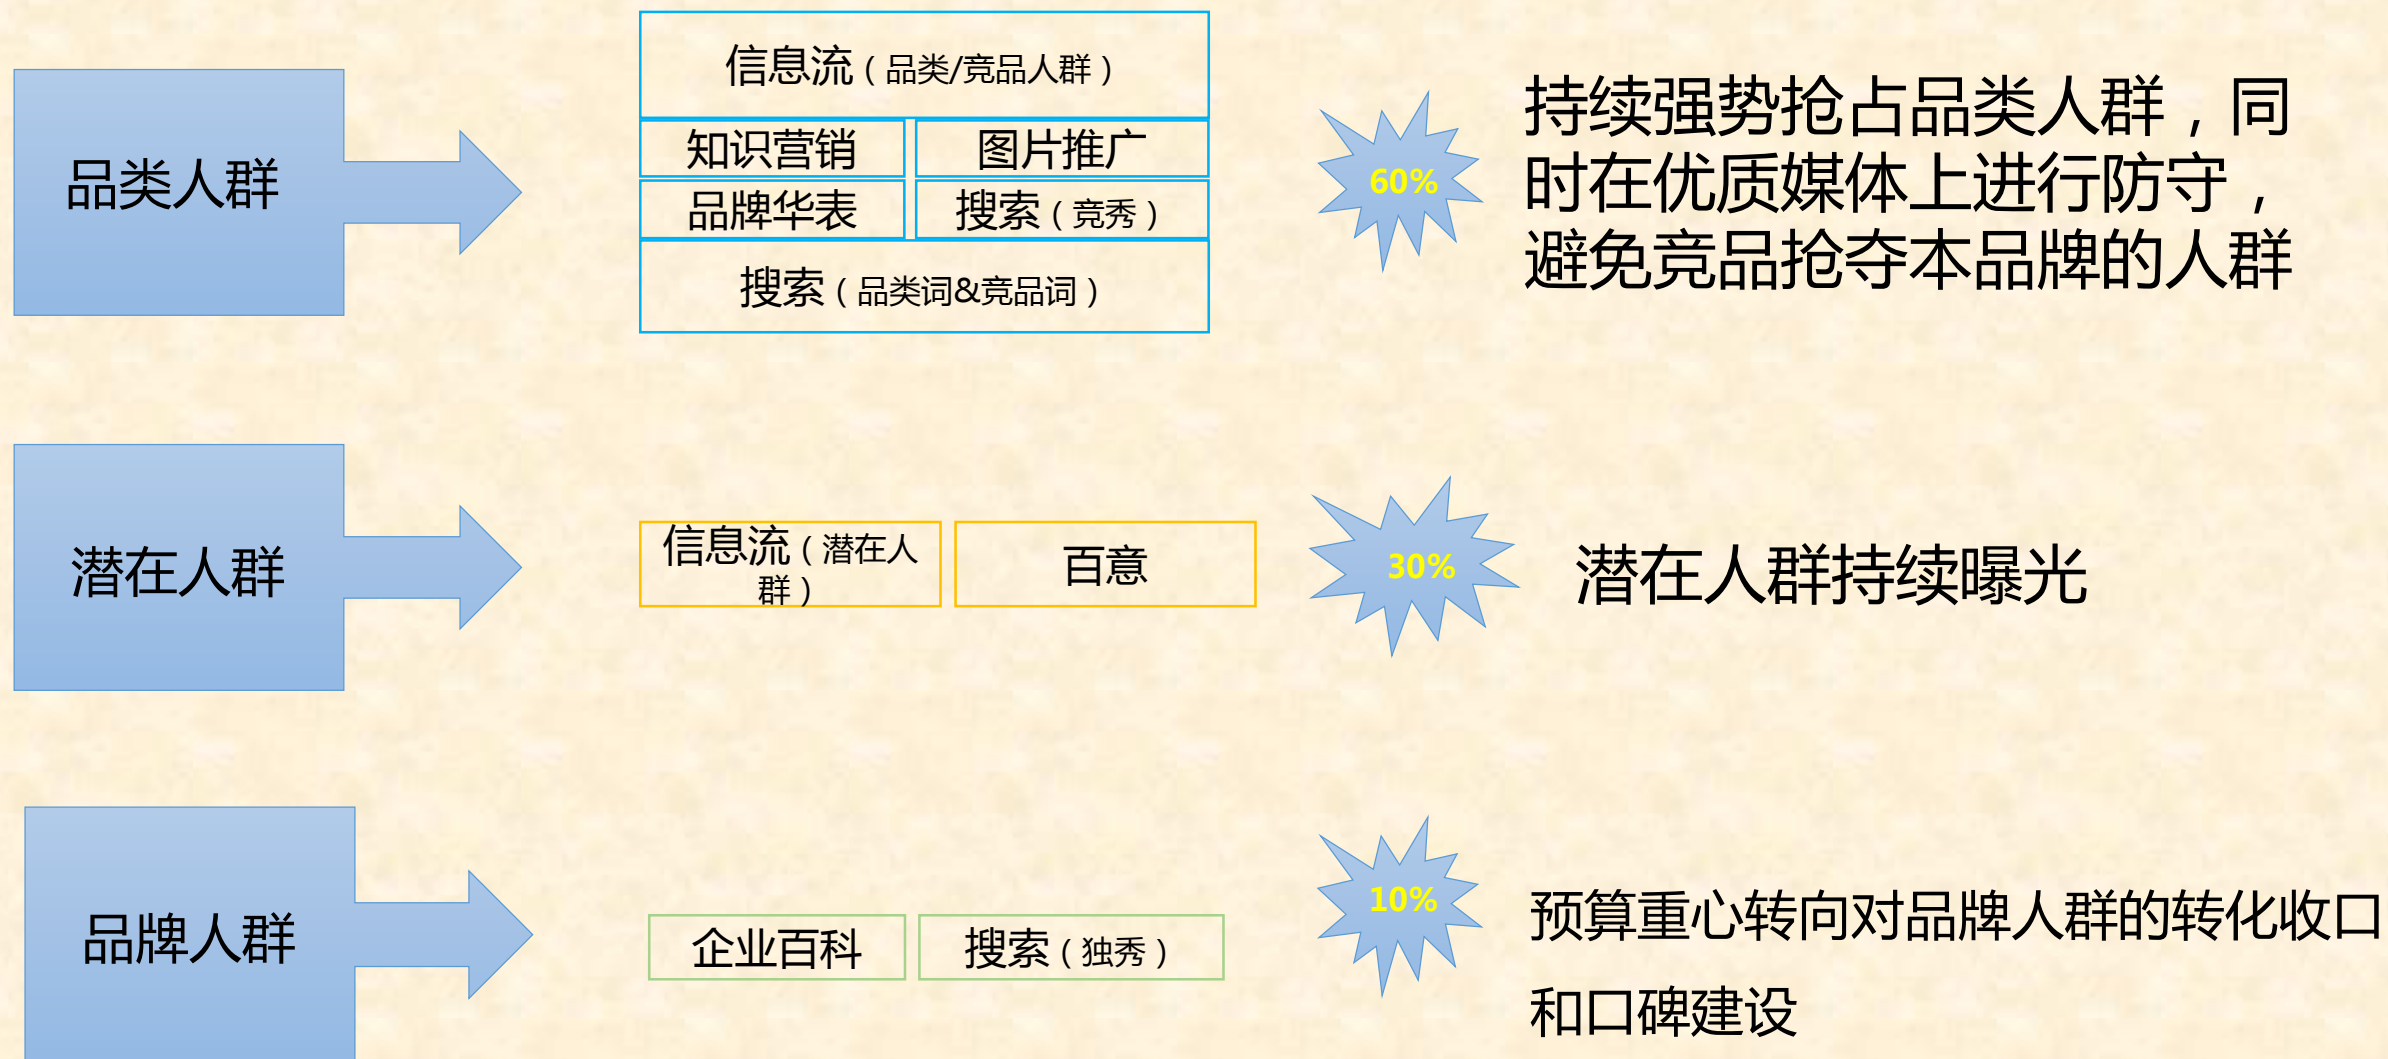 品类人群
信息流（品类/竞品人群）
知识营销
图片推广
品牌华表
搜索（竞秀）
搜索（品类词&竞品词）
60%
持续强势抢占品类人群，同
时在优质媒体上进行防守，
避免竞品抢夺本品牌的人群
潜在人群
信息流（潜在人
群）
百意
30%
潜在人群持续曝光
品牌人群
企业百科
搜索（独秀）
10%
预算重心转向对品牌人群的转化收口
和口碑建设